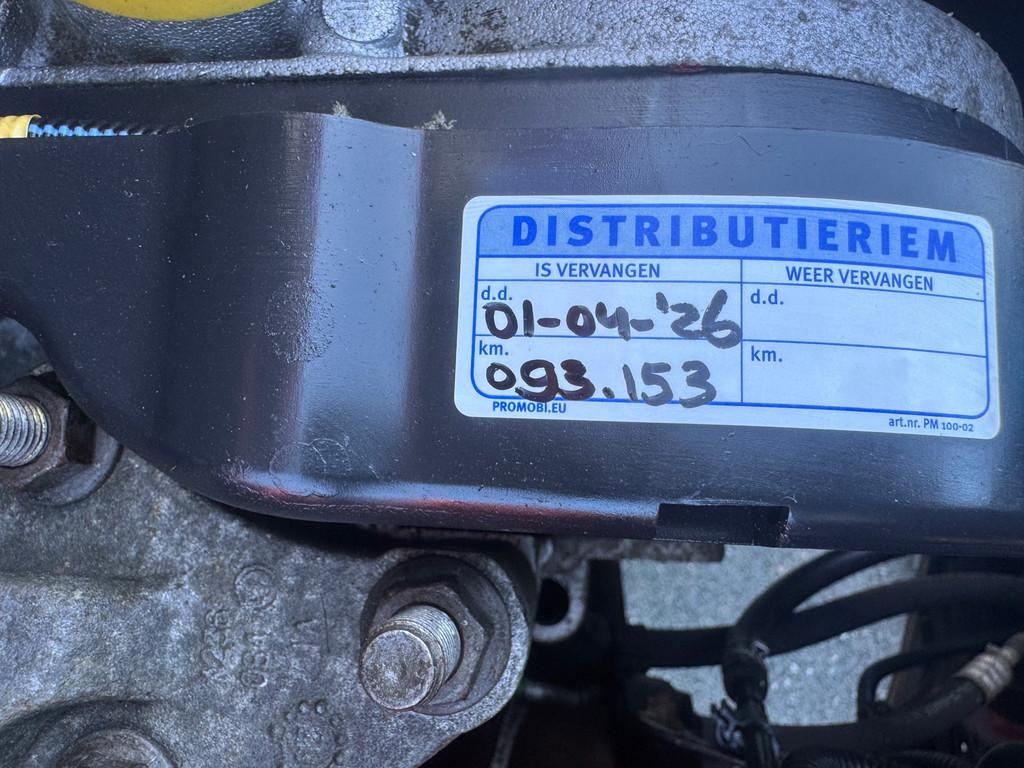 DISTRIBUTIERIEM
IS VERVANGEN
WEER VERVANGEN
d.d.
01-04-'26
d.d.
km.
093.153
km.
PROMOBI.EU
art.nr. PM 100-02